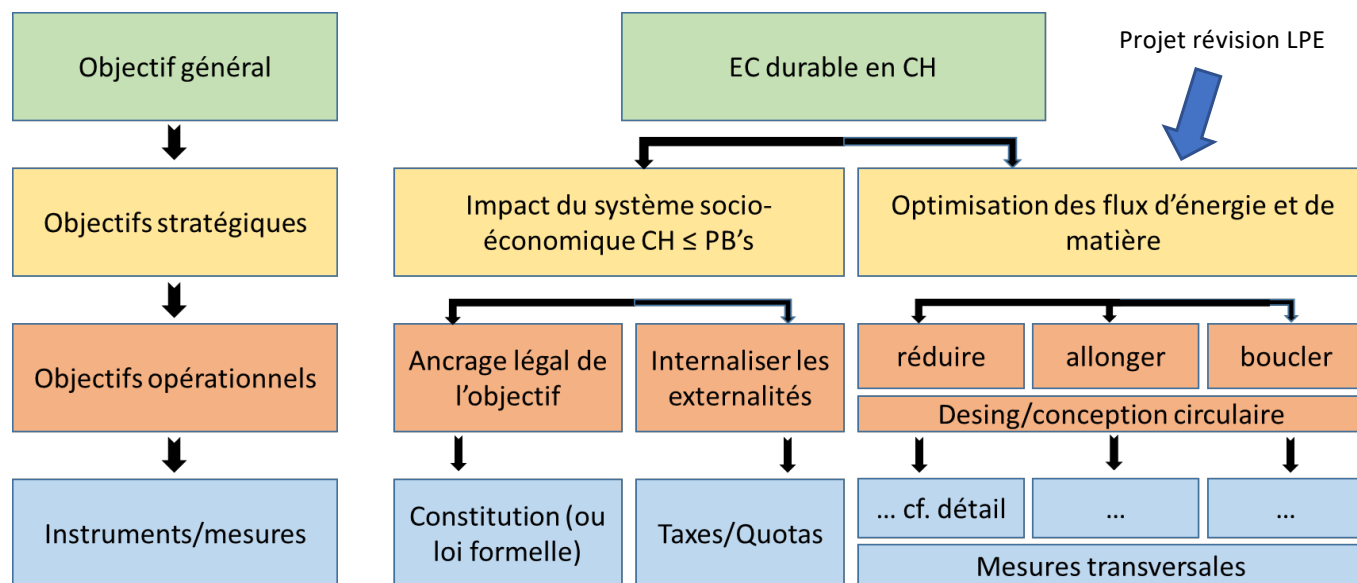 Objectif général
EC durable en CH
Projet révision LPE
Objectifs stratégiques
Impact du système socio-
économique CH ≤ PB's
Optimisation des flux d'énergie et de
matière
Objectifs opérationnels
Ancrage légal de
l'objectif
Internaliser les
externalités
réduire
allonger
boucler
Desing/conception circulaire
Instruments/mesures
Constitution (ou
loi formelle)
Taxes/Quotas
... cf. détail
...
...
Mesures transversales